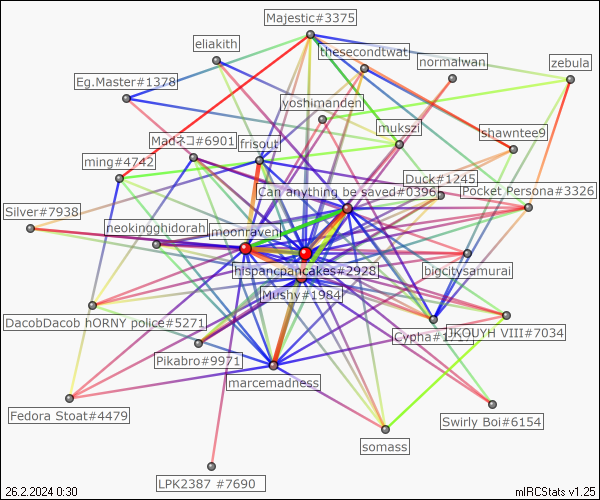 Majestic#3375
eliakith
thesecondtwat
normalwan
zebula
Eg.Master#1378
yoshimanden
mukszi
shawntee9
Madネコ#6901
frisout
ming#4742
Duck#1245
Can anything be saved#0396
Pocket Persona#3326
Silver#7938
neokingghidorah
moonraven
hispancpancakes#2928
bigcitysamurai
Mushy#1984
DacobDacob hORNY police#5271
Cypha#1
JKOUYH VIII#7034
Pikabro#9971
marcemadness
Fedora Stoat#4479
Swirly Boi#6154
somass
LPK2387 #7690
26.2.2024 0:30
mIRCStats v1.25